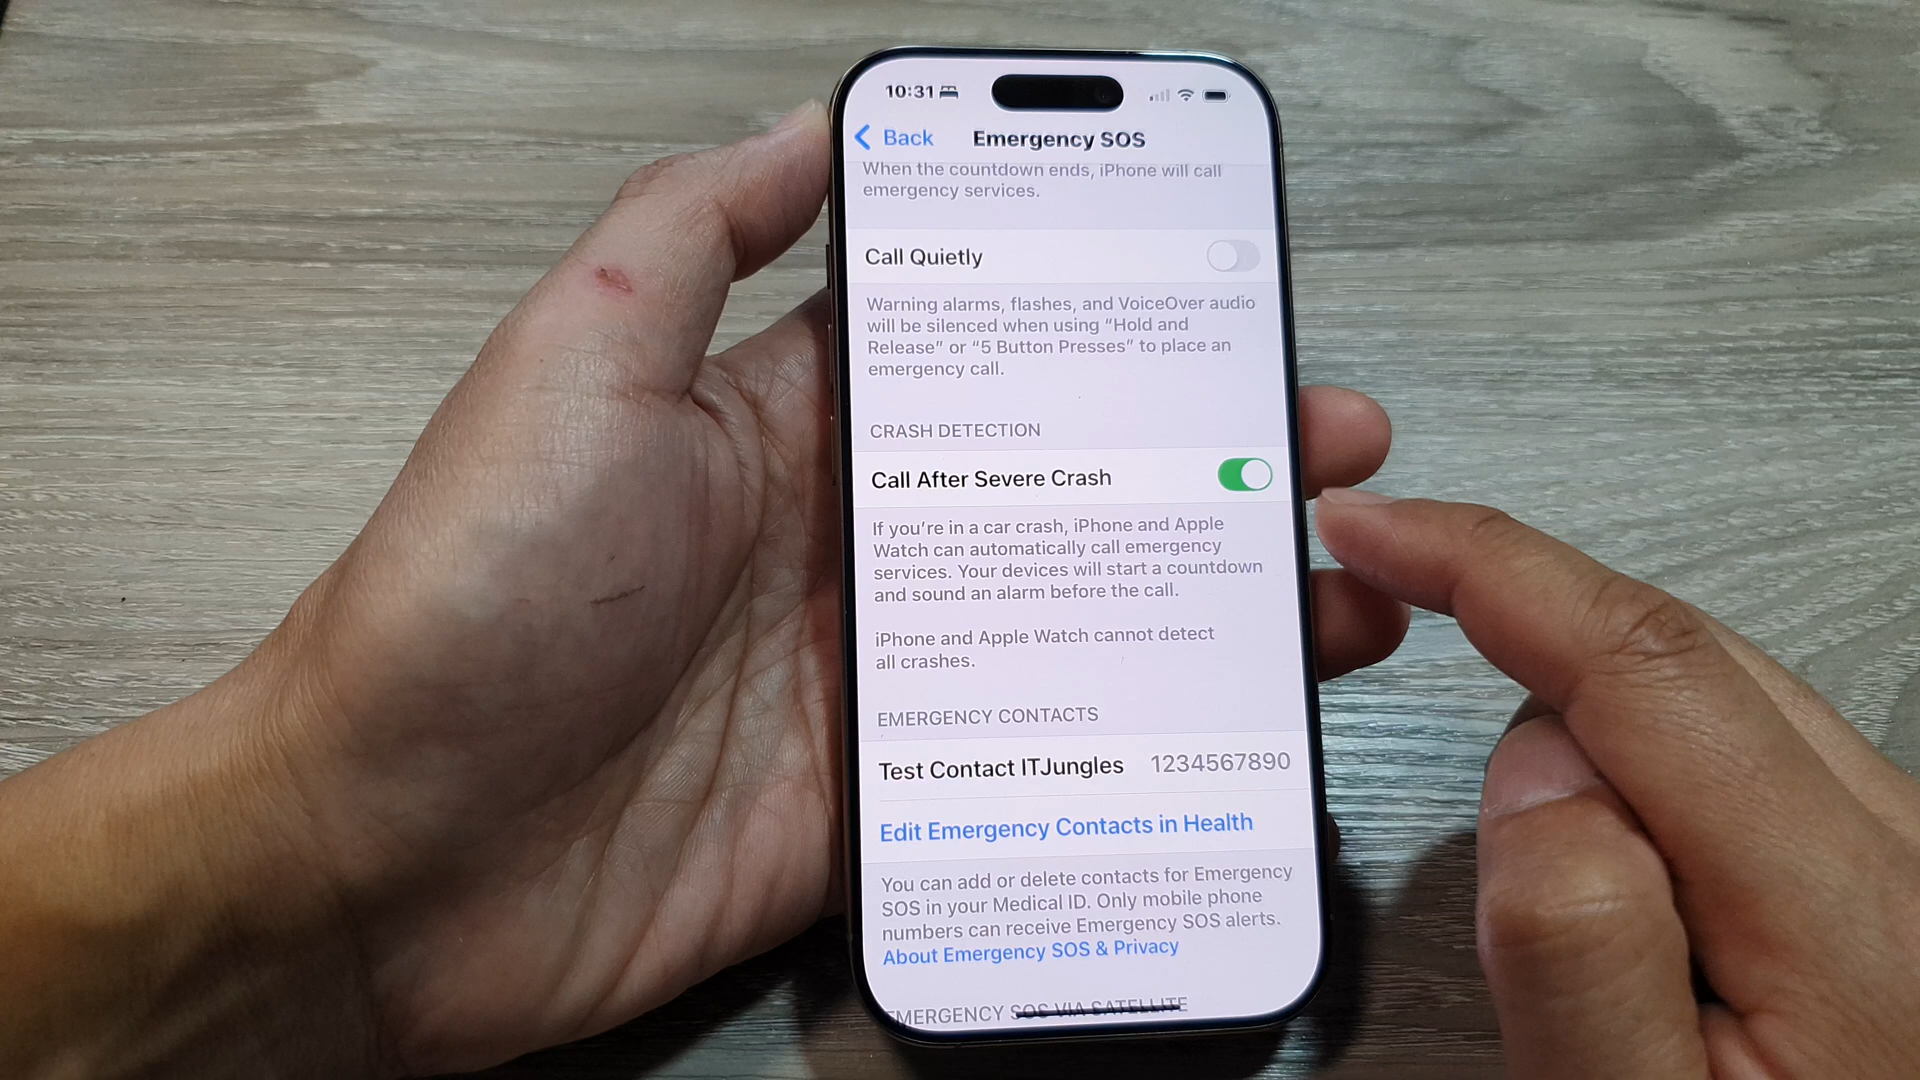 10:31
Back Emergency SOS
When the countdown ends, iPhone will call
emergency services.
Call Quietly
Warning alarms, flashes, and VoiceOver audio
will be silenced when using “Hold and
Release” or “5 Button Presses” to place an
emergency call.
CRASH DETECTION
Call After Severe Crash
If you’re in a car crash, iPhone and Apple
Watch can automatically call emergency
services. Your devices will start a countdown
and sound an alarm before the call.
iPhone and Apple Watch cannot detect
all crashes.
EMERGENCY CONTACTS
Test Contact ITJungles 1234567890
Edit Emergency Contacts in Health
You can add or delete contacts for Emergency
SOS in your Medical ID. Only mobile phone
numbers can receive Emergency SOS alerts.
About Emergency SOS & Privacy
EMERGENCY SOS VIA SATELLITE